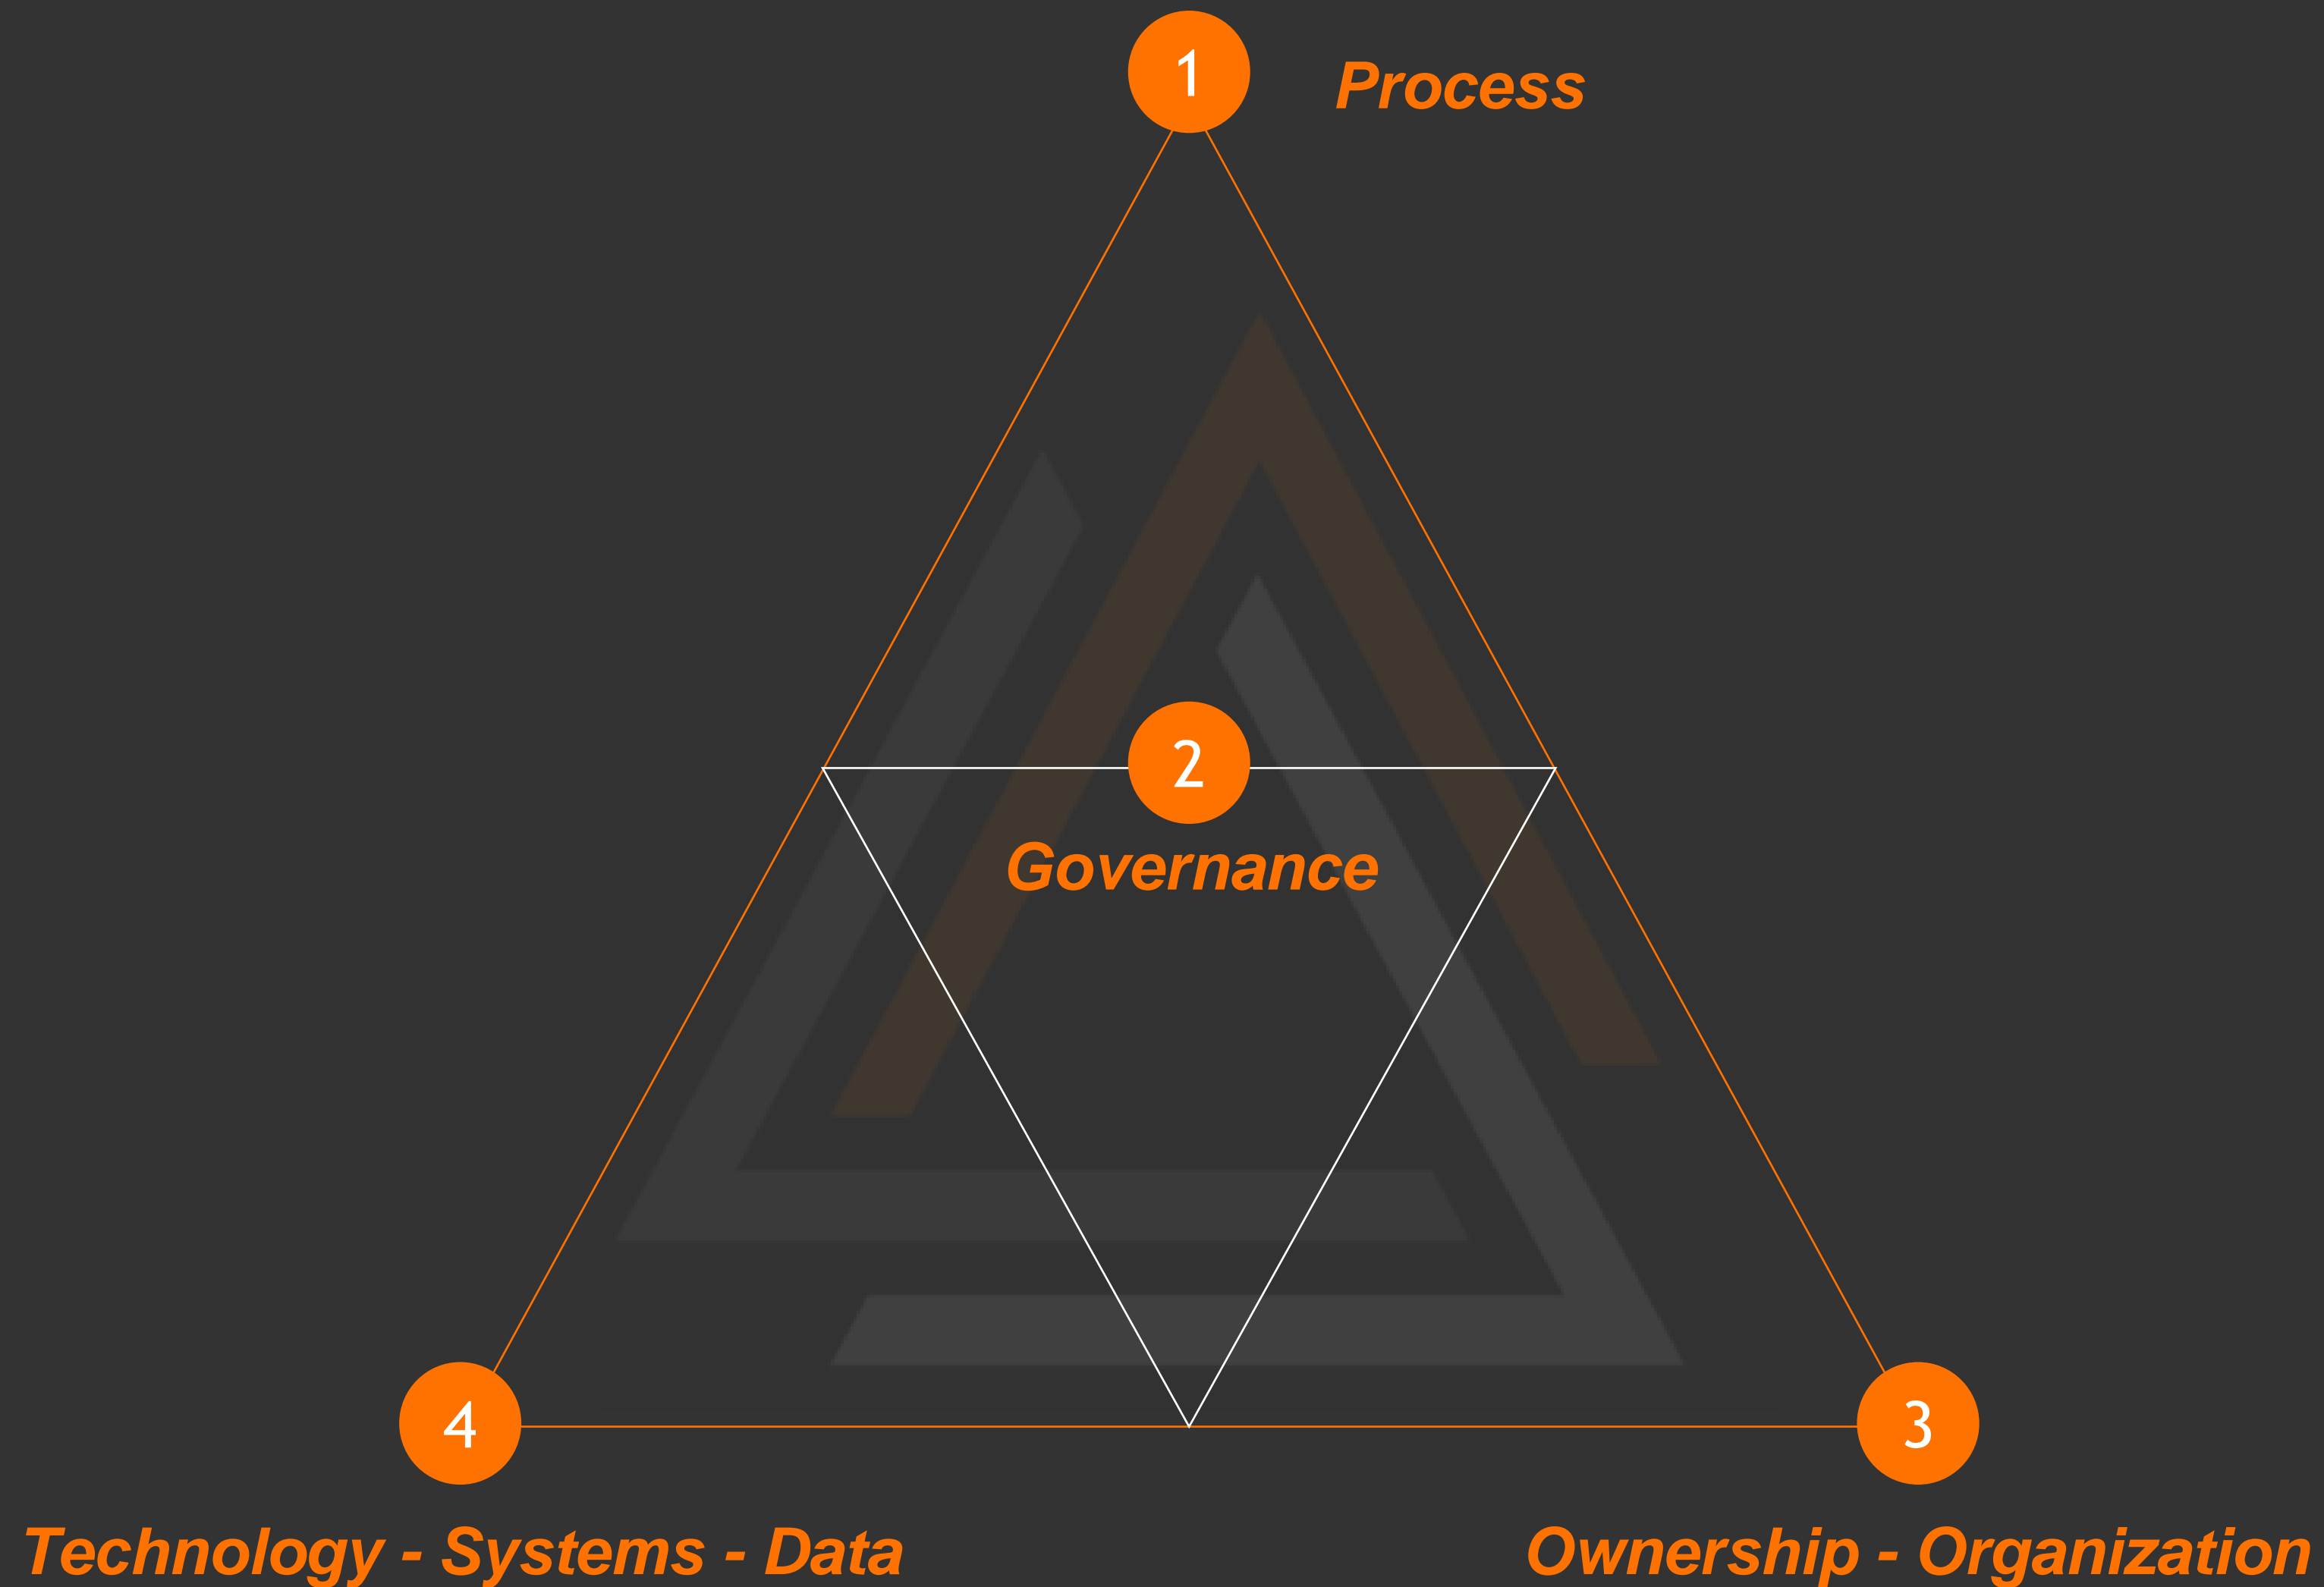 1
Process
2
Governance
4
3
Technology - Systems - Data
Ownership - Organization